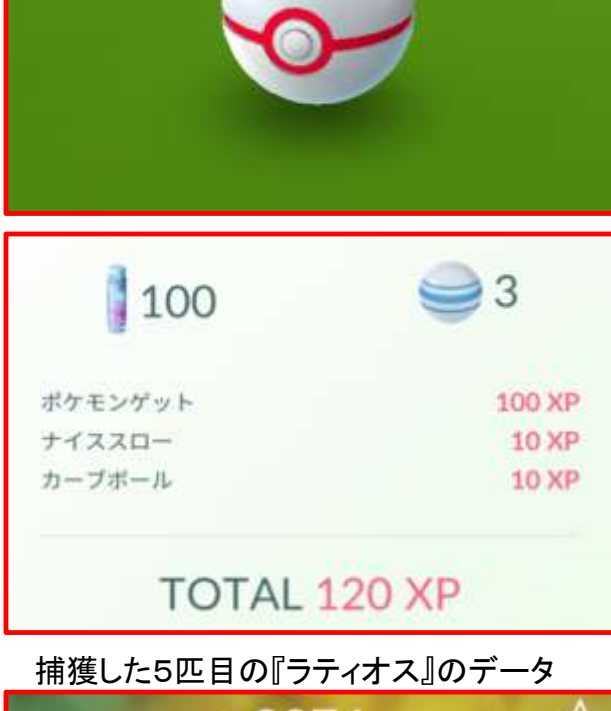 100 3
ポケモンゲット 100 XP
ナイススロー 10 XP
カーブボール 10 XP
TOTAL 120 XP
捕獲した5匹目の『ラティオス』のデータ